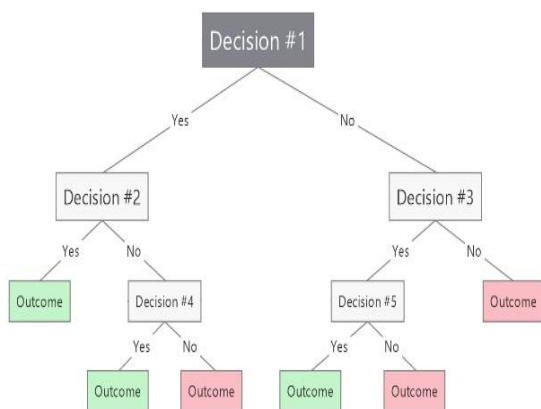 Decision #1
Yes
No
Decision #2
Decision #3
Yes
No
Yes
No
Outcome
Decision #4
Decision #5
Outcome
Yes
No
Yes
No
Outcome
Outcome
Outcome
Outcome